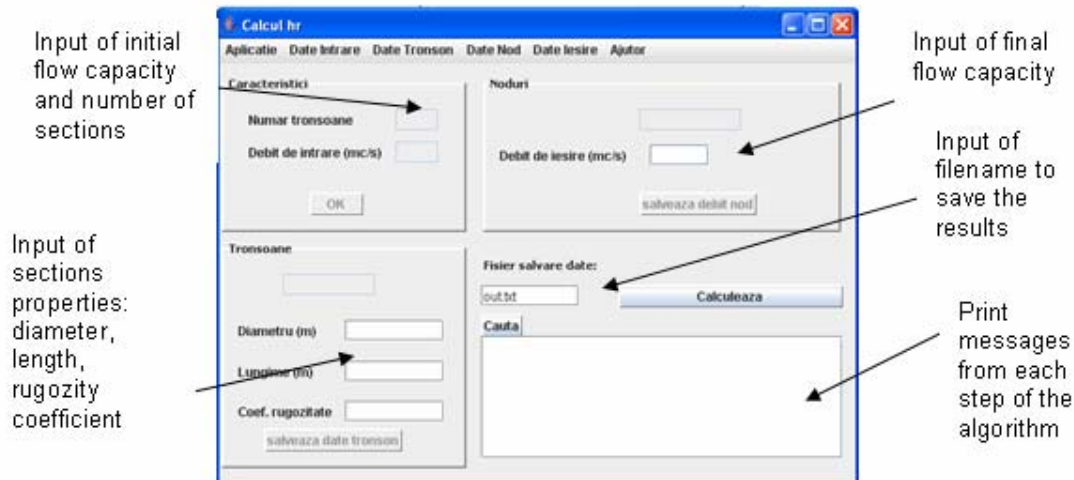 Input of initial
flow capacity
and number of
sections
Input of
sections
properties:
diameter,
length,
rugozity
coefficient
Calcul hr
Aplicatie Date Intrare Date Tronson Date Nod Date Iesire Ajutor
Caracteristici
Numar tronsoane
Debit de intrare (mc/s)
OK
Noduri
Debit de iesire (mc/s)
salveaza debit nod
Tronsoane
Diametru (m)
Lungime (m)
Coef. rugozitate
salveaza date tronson
Fisier salvare date:
out.txt
Calculeaza
Cauta
Input of final
flow capacity
Input of
filename to
save the
results
Print
messages
from each
step of the
algorithm